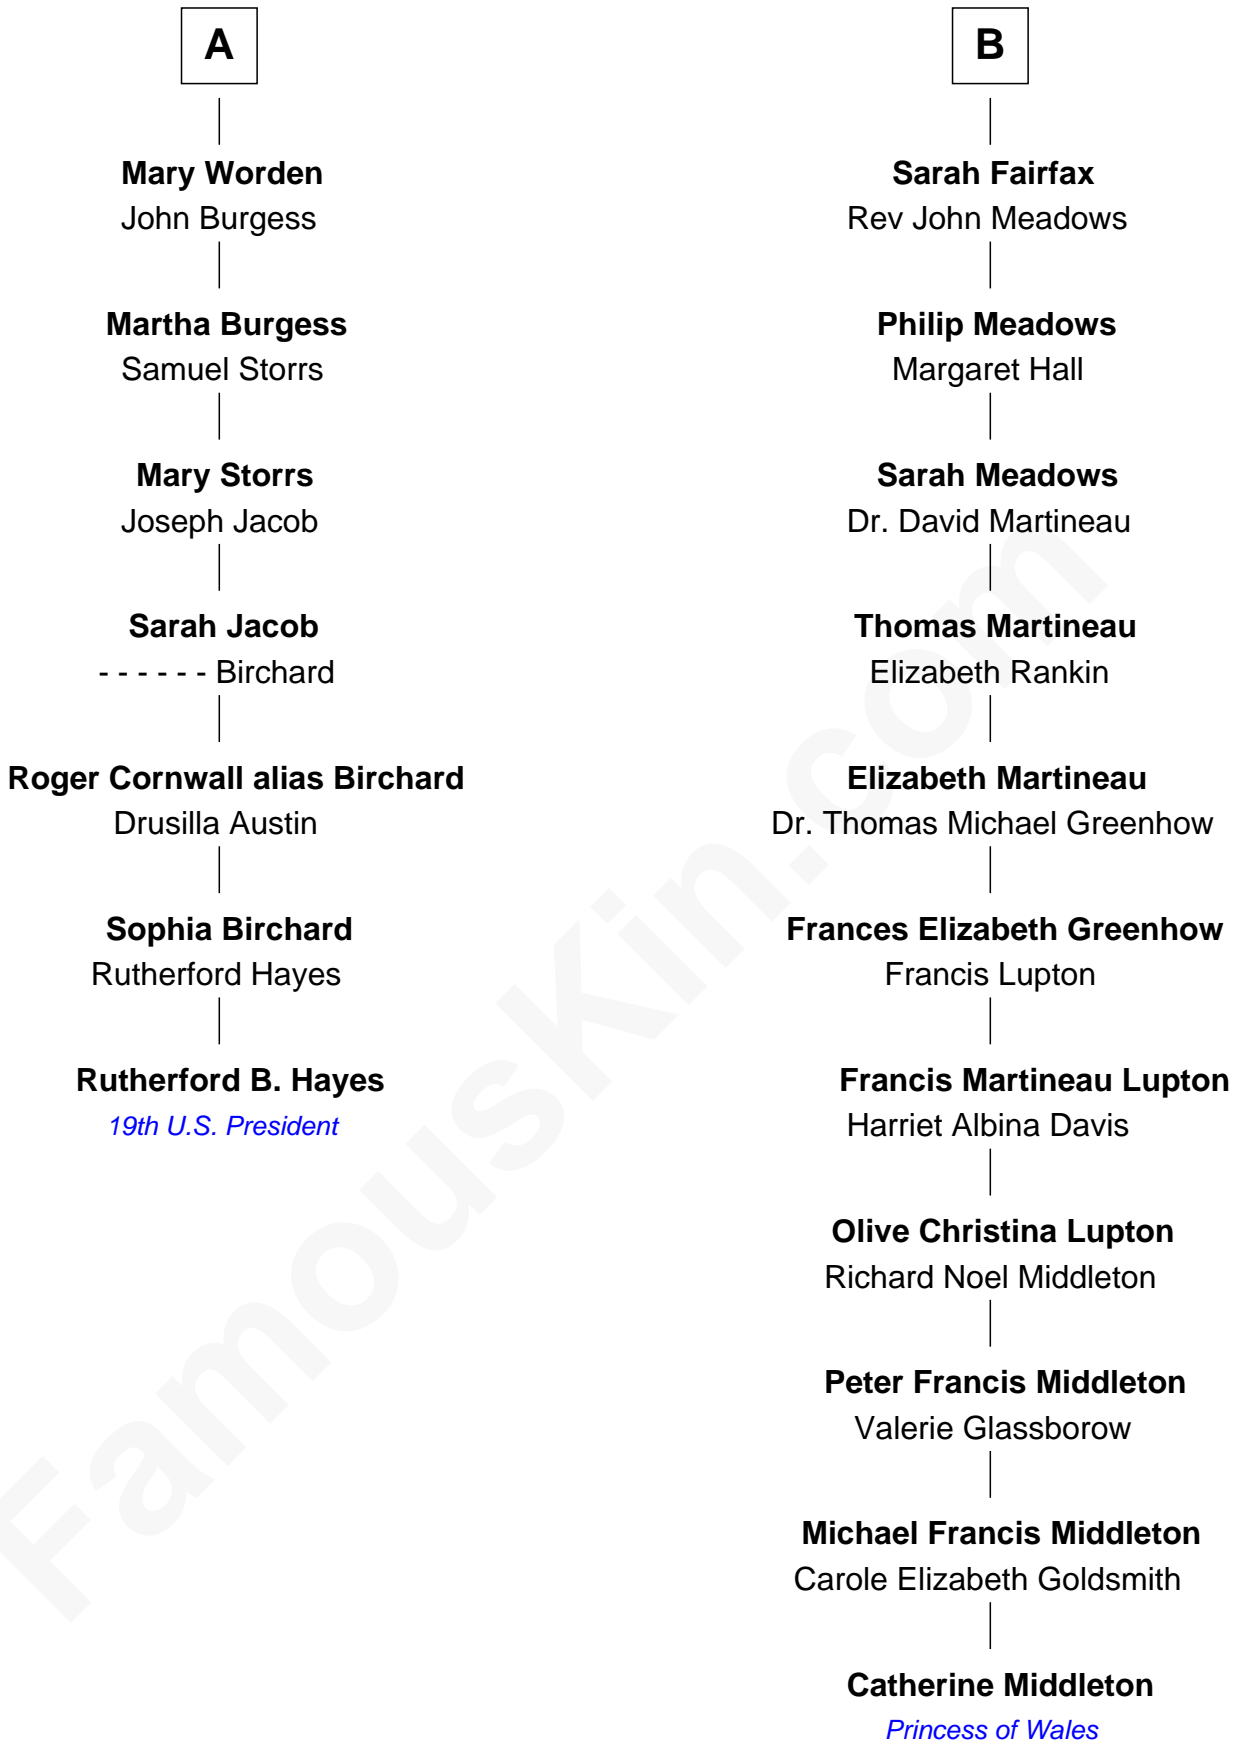 A
Mary Worden
John Burgess
Martha Burgess
Samuel Storrs
Mary Storrs
Joseph Jacob
Sarah Jacob
- - - - - - Birchard
Roger Cornwall alias Birchard
Drusilla Austin
Sophia Birchard
Rutherford Hayes
Rutherford B. Hayes
19th U.S. President
B
Sarah Fairfax
Rev John Meadows
Philip Meadows
Margaret Hall
Sarah Meadows
Dr. David Martineau
Thomas Martineau
Elizabeth Rankin
Elizabeth Martineau
Dr. Thomas Michael Greenhow
Frances Elizabeth Greenhow
Francis Lupton
Francis Martineau Lupton
Harriet Albina Davis
Olive Christina Lupton
Richard Noel Middleton
Peter Francis Middleton
Valerie Glassborow
Michael Francis Middleton
Carole Elizabeth Goldsmith
Catherine Middleton
Princess of Wales
FamousKin.com